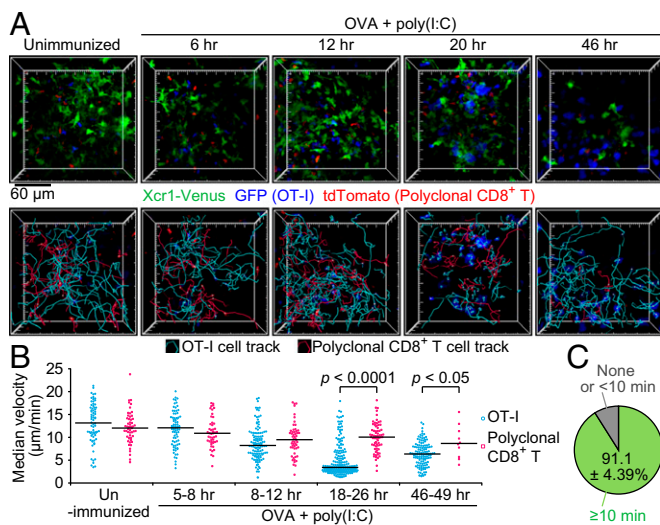 A
OVA + poly(I:C)
Unimmunized 6 hr 12 hr 20 hr 46 hr
60 µm
Xcr1-Venus GFP (OT-I) tdTomato (Polyclonal CD8⁺ T)
OT-I cell track Polyclonal CD8⁺ T cell track
B
Median velocity
(µm/min)
25
20
15
10
5
0
p < 0.0001 p < 0.05
OT-I
Polyclonal
CD8⁺ T
Un
-immunized
5-8 hr 8-12 hr 18-26 hr 46-49 hr
OVA + poly(I:C)
C
None
or <10 min
91.1
± 4.39%
≥10 min